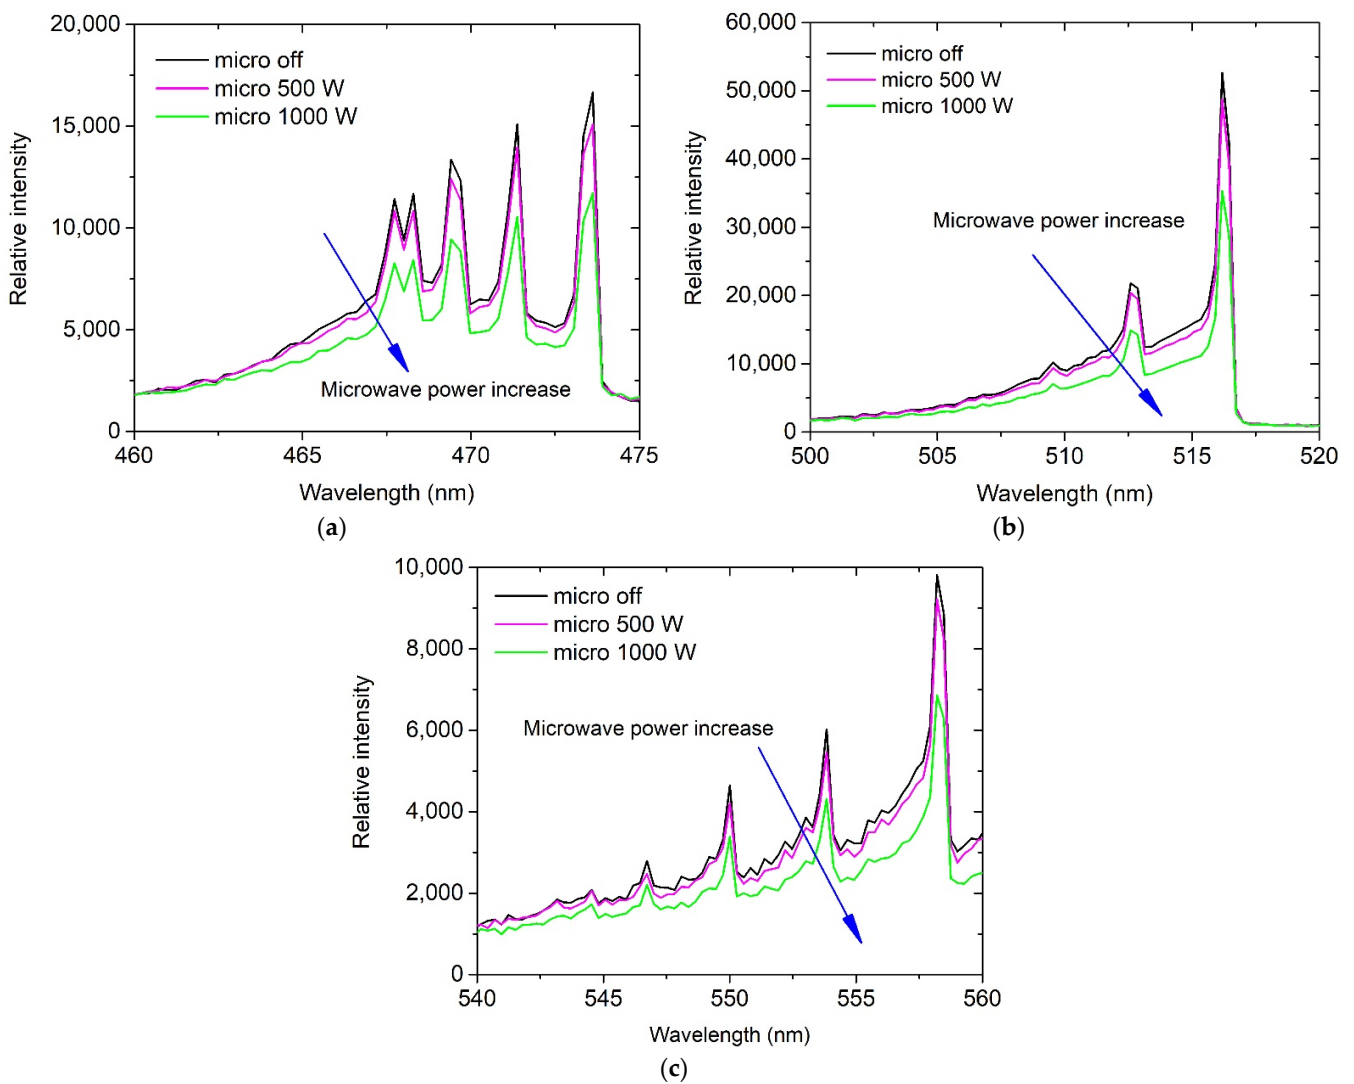 20,000
15,000
10,000
5,000
0
Relative intensity
micro off
micro 500 W
micro 1000 W
Microwave power increase
460
465
470
475
Wavelength (nm)
(a)
60,000
50,000
40,000
30,000
20,000
10,000
0
Relative intensity
micro off
micro 500 W
micro 1000 W
Microwave power increase
500
505
510
515
520
Wavelength (nm)
(b)
10,000
8,000
6,000
4,000
2,000
0
Relative intensity
micro off
micro 500 W
micro 1000 W
Microwave power increase
540
545
550
555
560
Wavelength (nm)
(c)